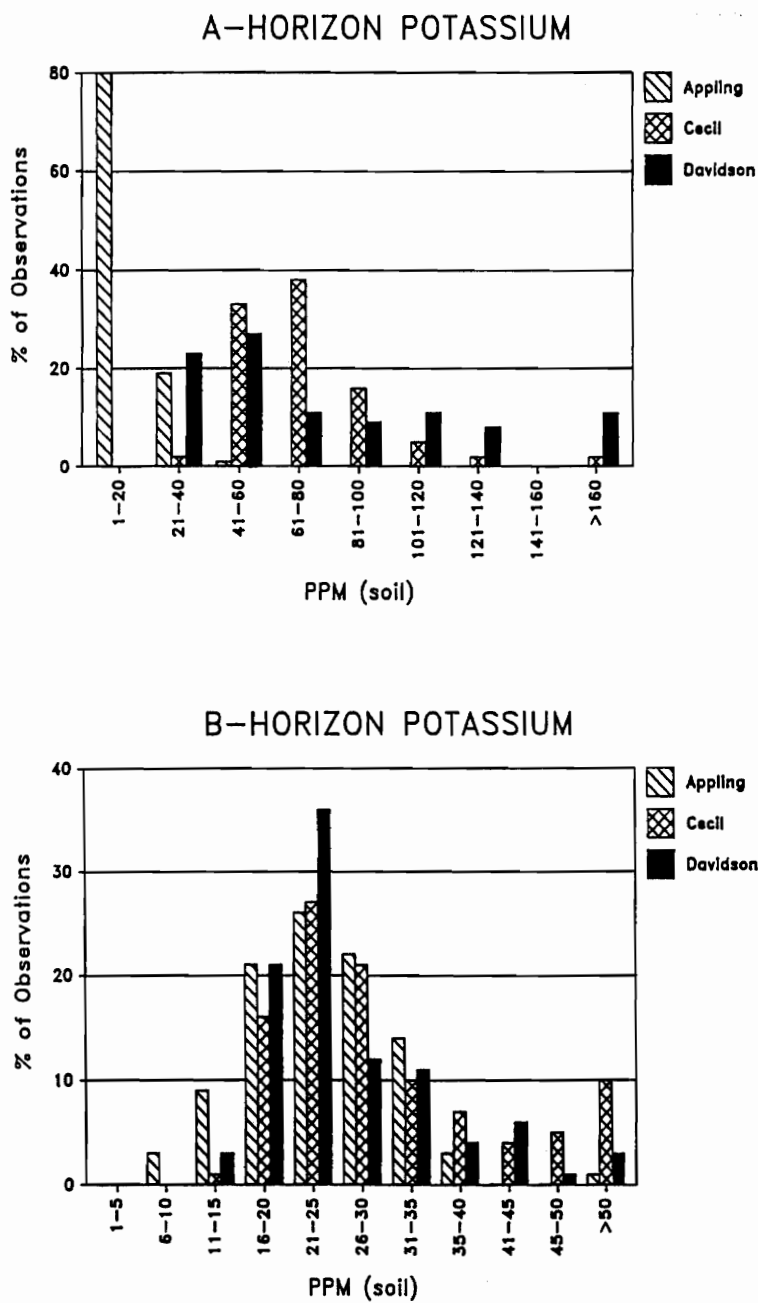 A-HORIZON POTASSIUM
80
60
40
20
0
% of Observations
1-20
21-40
41-60
61-80
81-100
101-120
121-140
141-160
>160
PPM (soil)
Appling
Cecil
Davidson
B-HORIZON POTASSIUM
40
30
20
10
0
% of Observations
1-5
6-10
11-15
16-20
21-25
26-30
31-35
35-40
41-45
45-50
>50
PPM (soil)
Appling
Cecil
Davidson